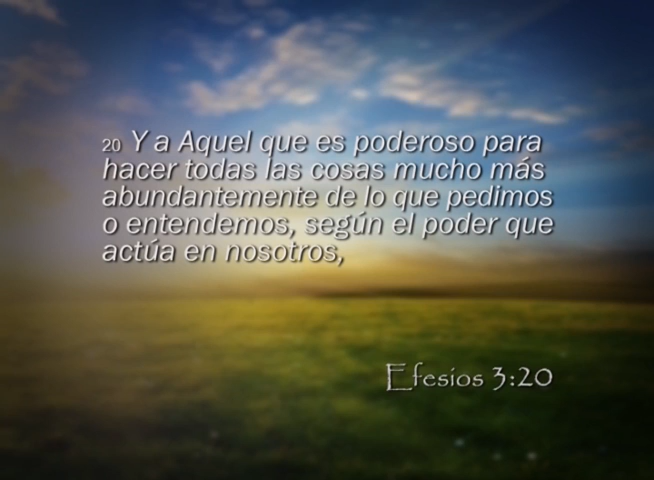 20 Y a Aquel que es poderoso para
hacer todas las cosas mucho más
abundantemente de lo que pedimos
o entendemos, según el poder que
actúa en nosotros,
Efesios 3:20